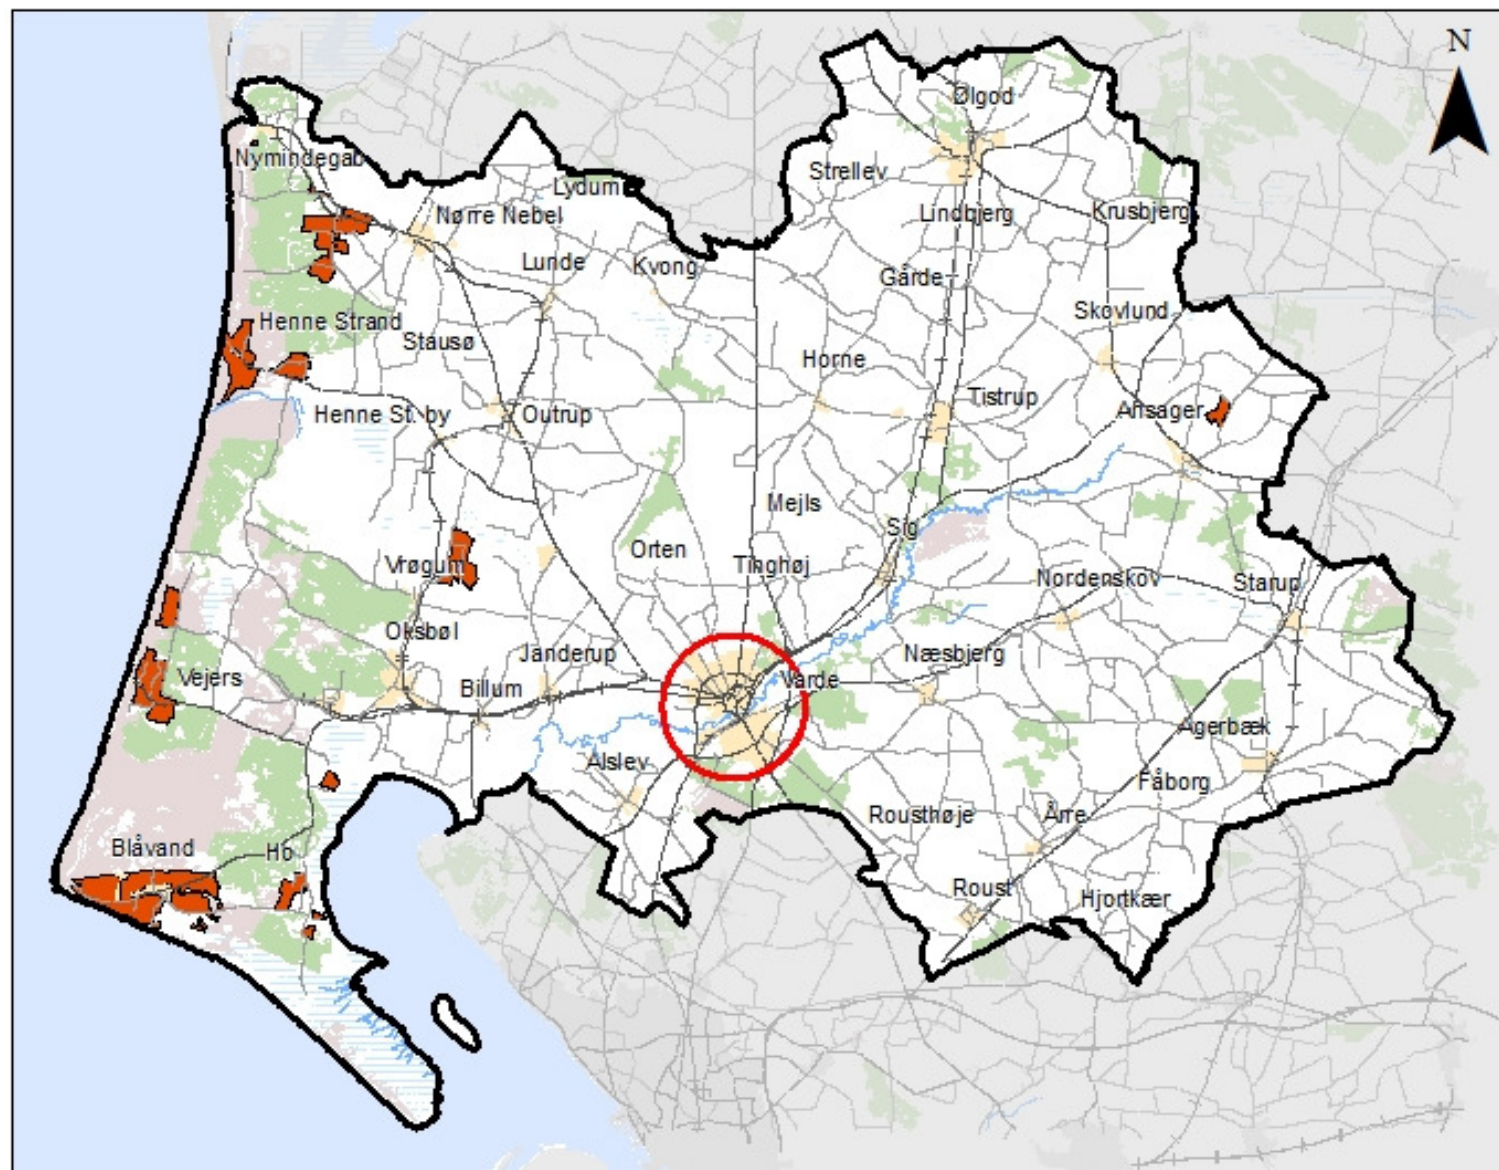 N
Ølgod
Nymindegab
Strellev
Lydum
Nørre Nebel
Lindbjerg
Krusbjerg
Lunde
Kvong
Gårde
Henne Strand
Skovlund
Stausø
Horne
Tistrup
Henne St. by
Outrup
Ansager
Mejls
Sig
Orten
Tinghøj
Vrøgum
Nordenskov
Starup
Oksbøl
Janderup
Næsbjerg
Vejers
Billum
Varde
Agerbæk
Alslev
Fåborg
Rousthøje
Årre
Blåvand
Ho
Roust
Hjortkær